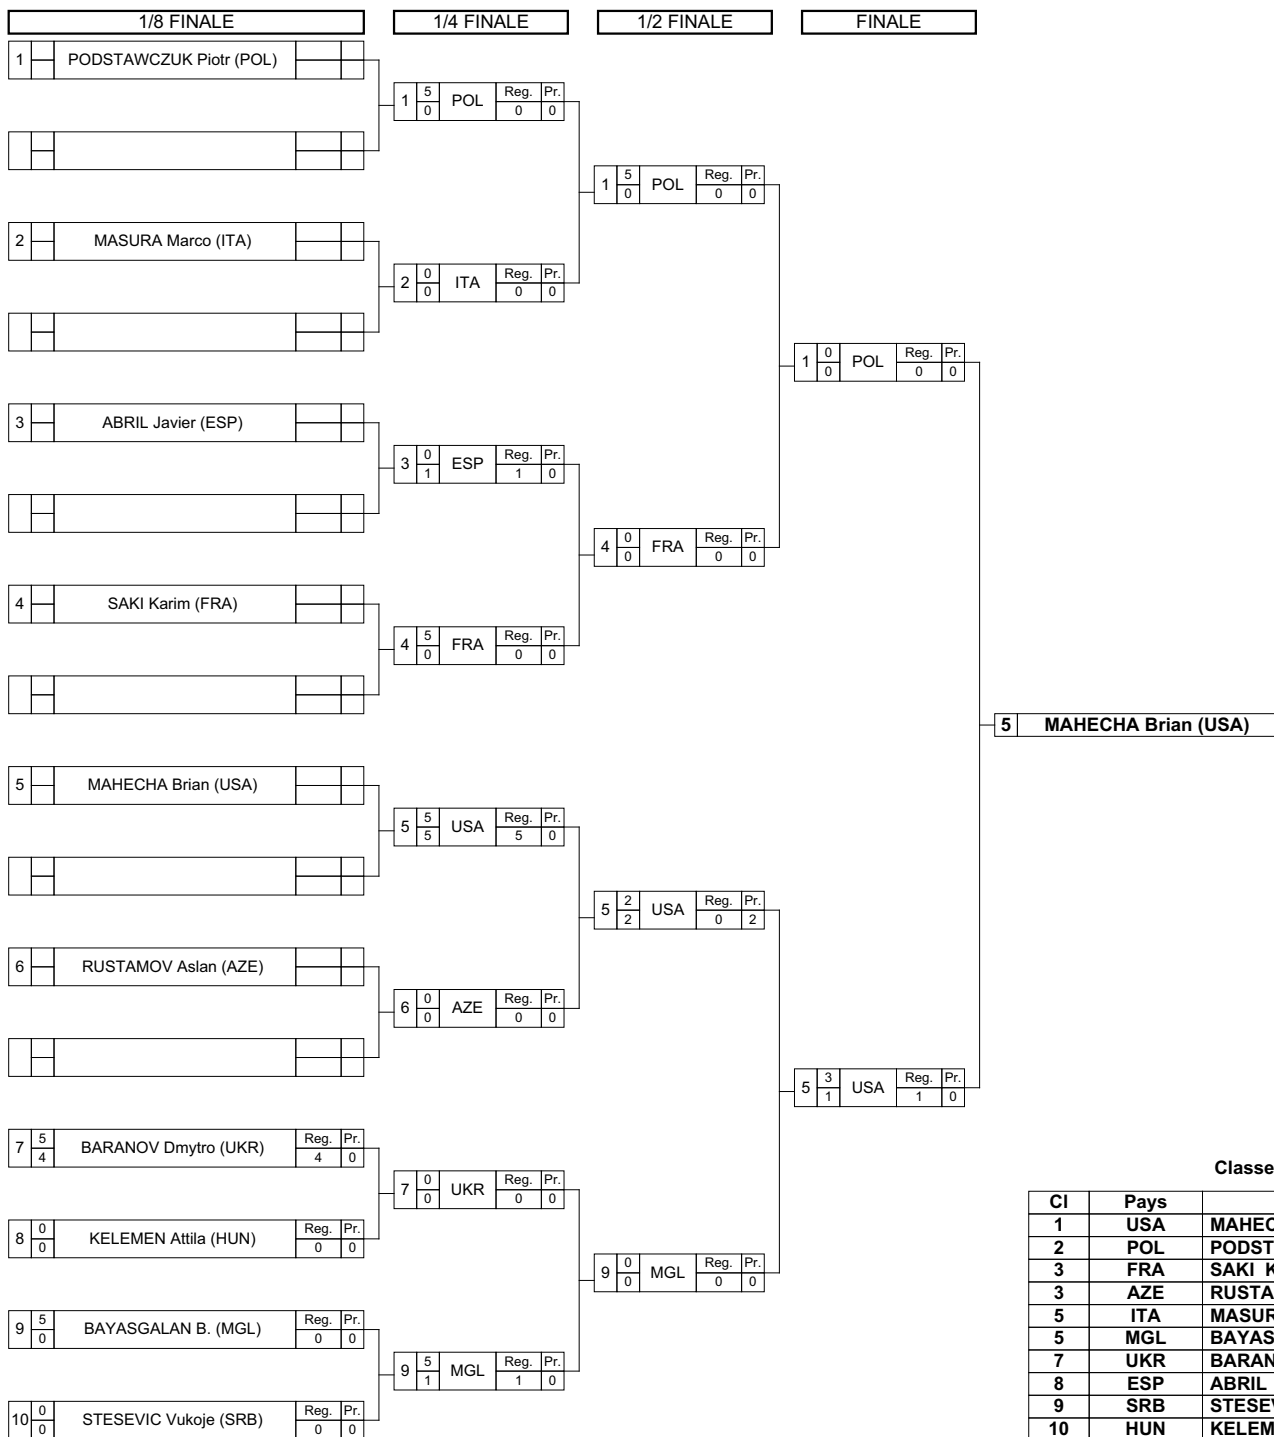 1/8 FINALE 1/4 FINALE 1/2 FINALE FINALE
1 PODSTAWCZUK Piotr (POL)
1 5 0 POL Reg. Pr. 0 0
1 5 0 POL Reg. Pr. 0 0
2 MASURA Marco (ITA)
2 0 0 ITA Reg. Pr. 0 0
1 0 0 POL Reg. Pr. 0 0
3 ABRIL Javier (ESP)
3 0 1 ESP Reg. Pr. 1 0
4 0 0 FRA Reg. Pr. 0 0
4 SAKI Karim (FRA)
4 5 0 FRA Reg. Pr. 0 0
5 MAHECHA Brian (USA)
5 MAHECHA Brian (USA)
5 5 5 USA Reg. Pr. 5 0
5 2 2 USA Reg. Pr. 0 2
6 RUSTAMOV Aslan (AZE)
6 0 0 AZE Reg. Pr. 0 0
5 3 1 USA Reg. Pr. 1 0
7 5 4 BARANOV Dmytro (UKR) Reg. Pr. 4 0
7 0 0 UKR Reg. Pr. 0 0
8 0 0 KELEMEN Attila (HUN) Reg. Pr. 0 0
9 0 0 MGL Reg. Pr. 0 0
9 5 0 BAYASGALAN B. (MGL) Reg. Pr. 0 0
9 5 1 MGL Reg. Pr. 1 0
10 0 0 STESEVIC Vukoje (SRB) Reg. Pr. 0 0
Classe
Cl Pays
1 USA MAHEC
2 POL PODST
3 FRA SAKI K
3 AZE RUSTA
5 ITA MASUR
5 MGL BAYAS
7 UKR BARAN
8 ESP ABRIL
9 SRB STESEV
10 HUN KELEM